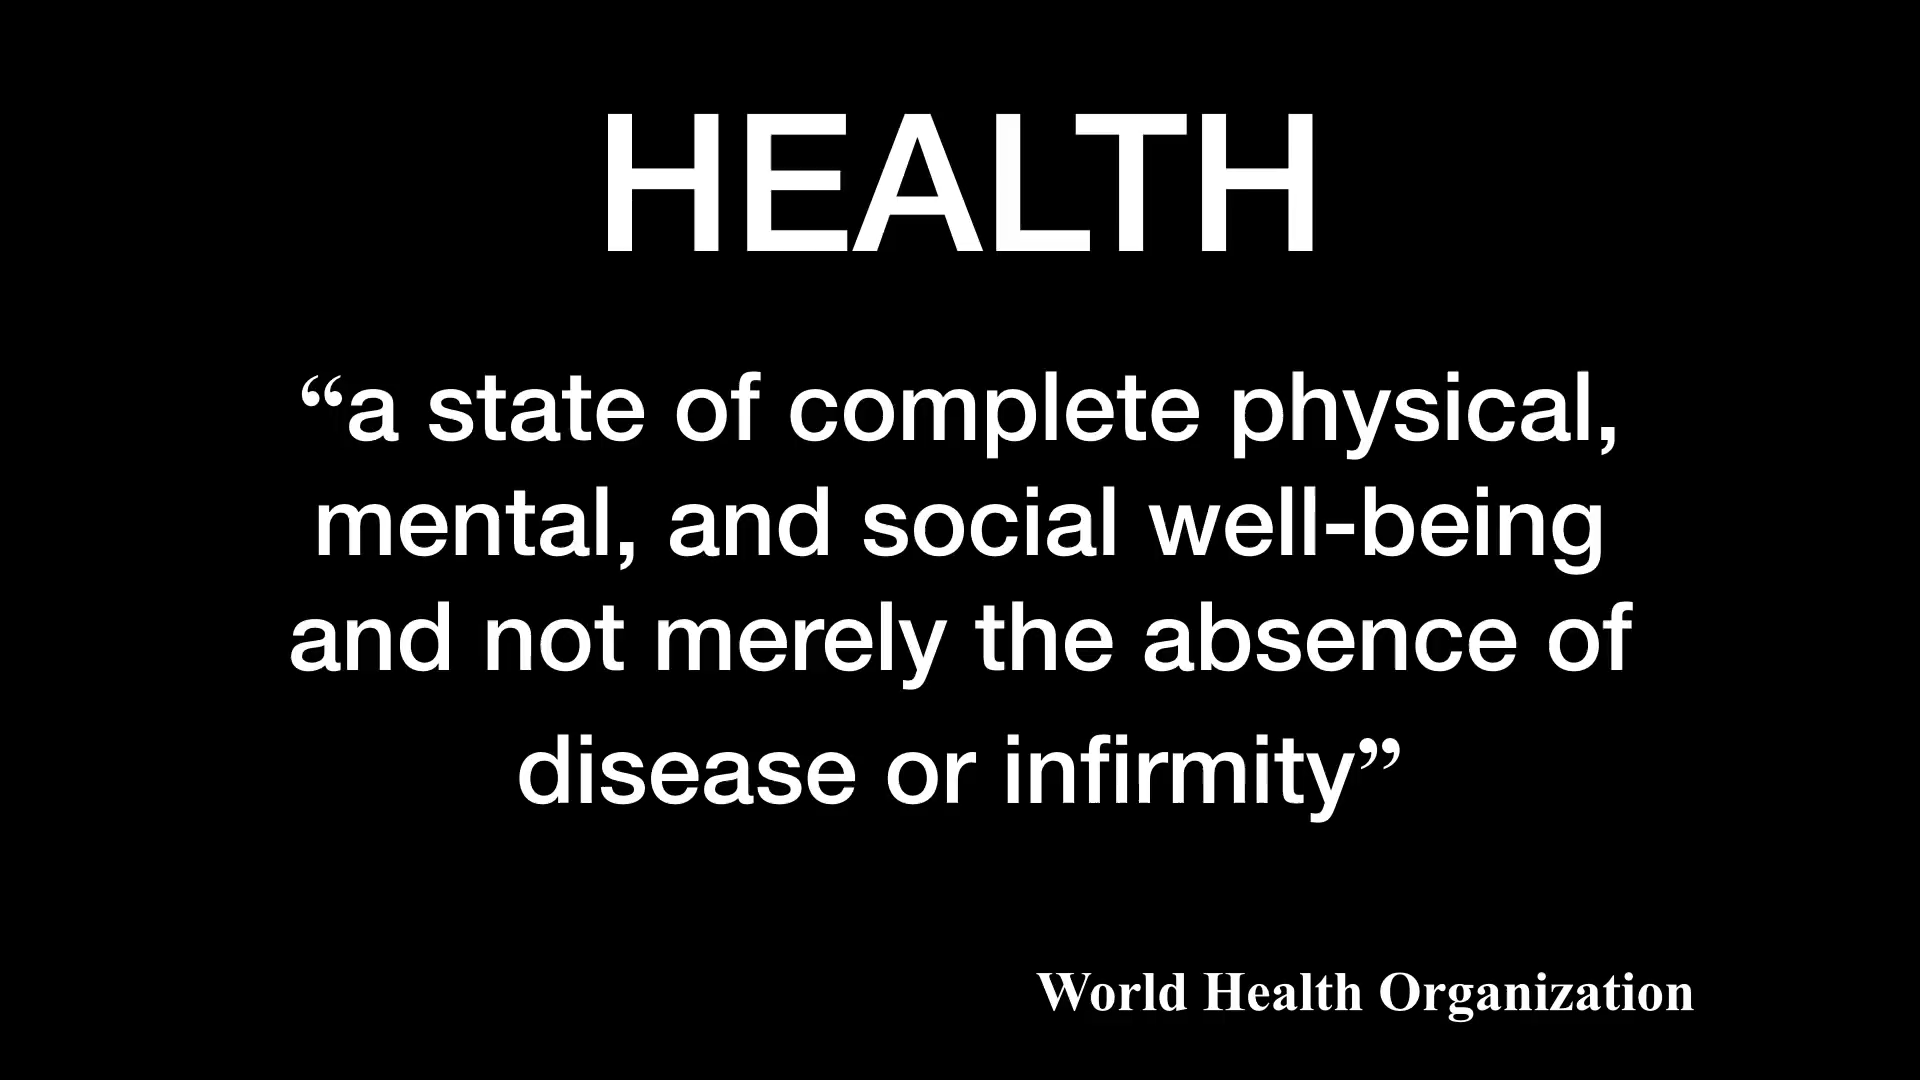 HEALTH
“a state of complete physical,
mental, and social well-being
and not merely the absence of
disease or infirmity”
World Health Organization